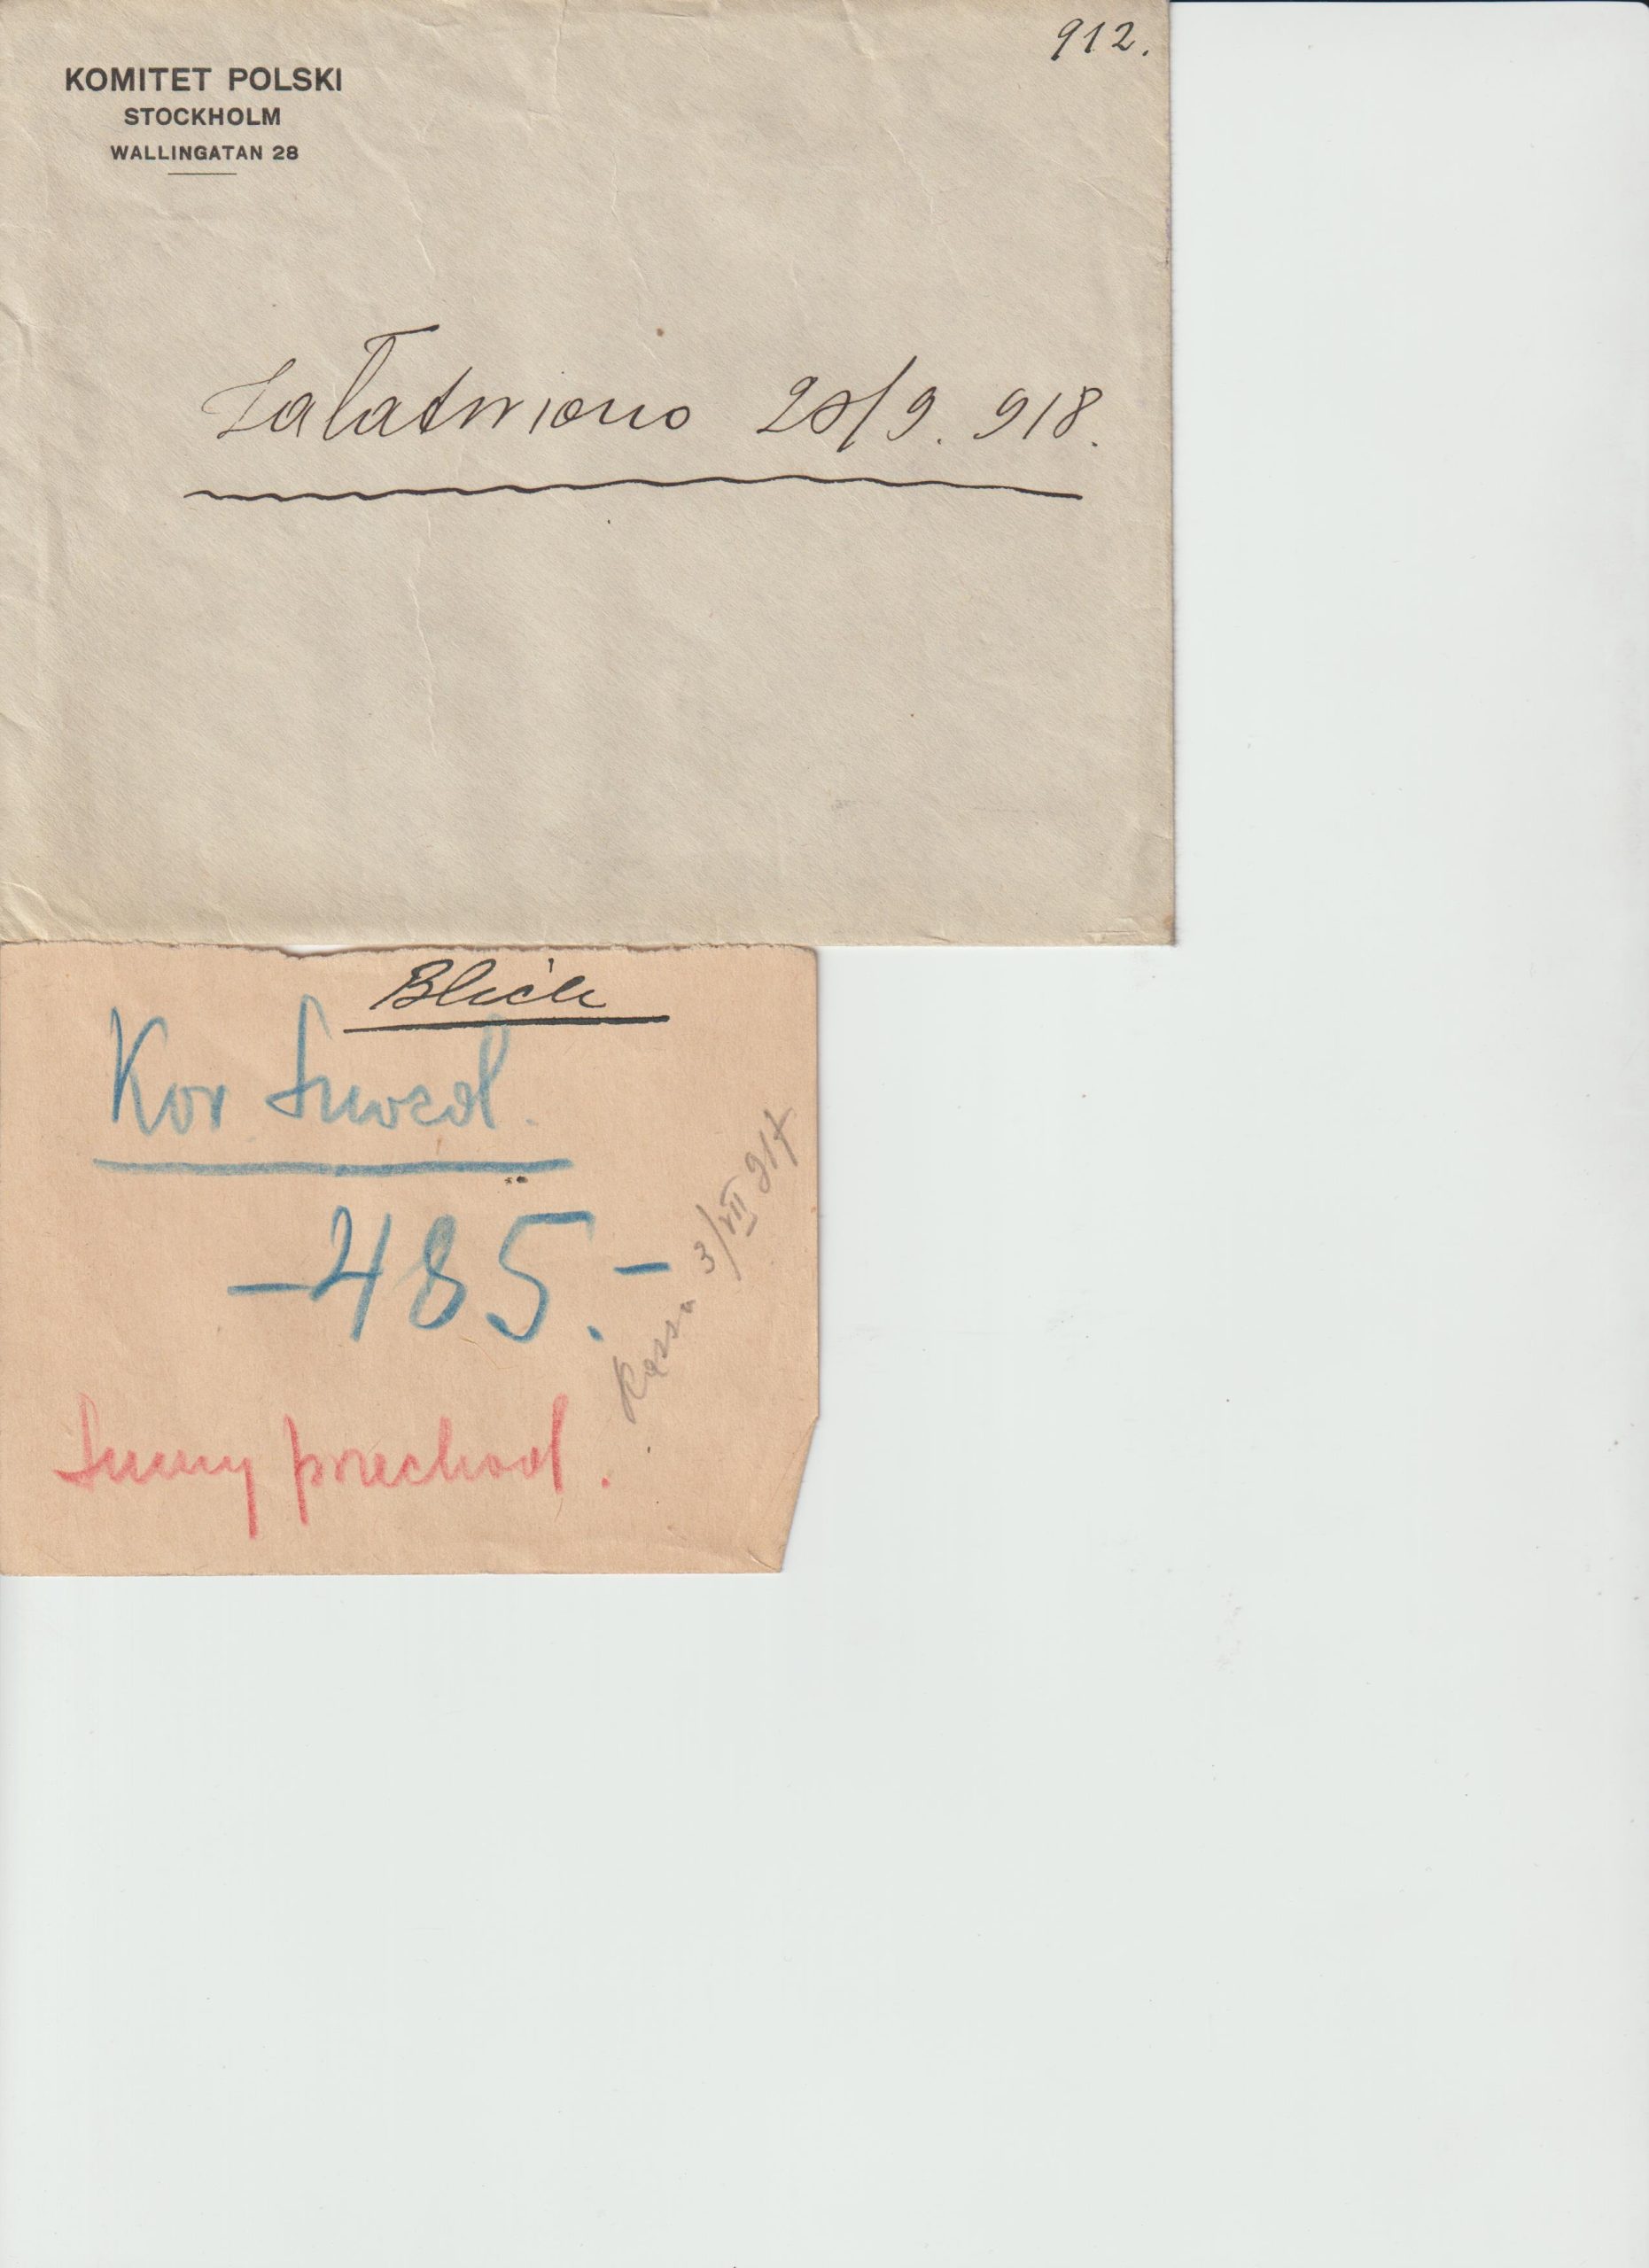 912.
KOMITET POLSKI
STOCKHOLM
WALLINGATAN 28
Załatwiono 20/9. 918.
Kor. Szwed.
-485.-
Kassa 3/VII 917
Sumy przechod.